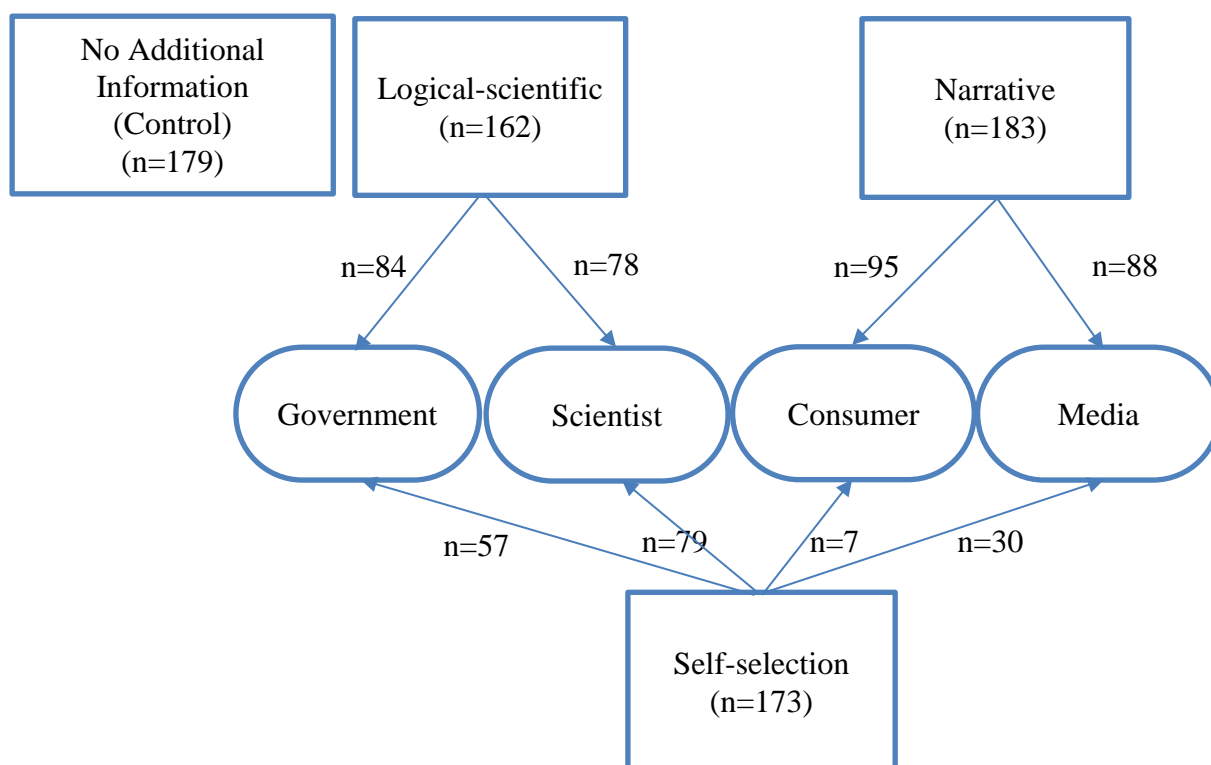 No Additional
Information
(Control)
(n=179)
Logical-scientific
(n=162)
Narrative
(n=183)
n=84
n=78
n=95
n=88
Government
Scientist
Consumer
Media
n=57
n=79
n=7
n=30
Self-selection
(n=173)